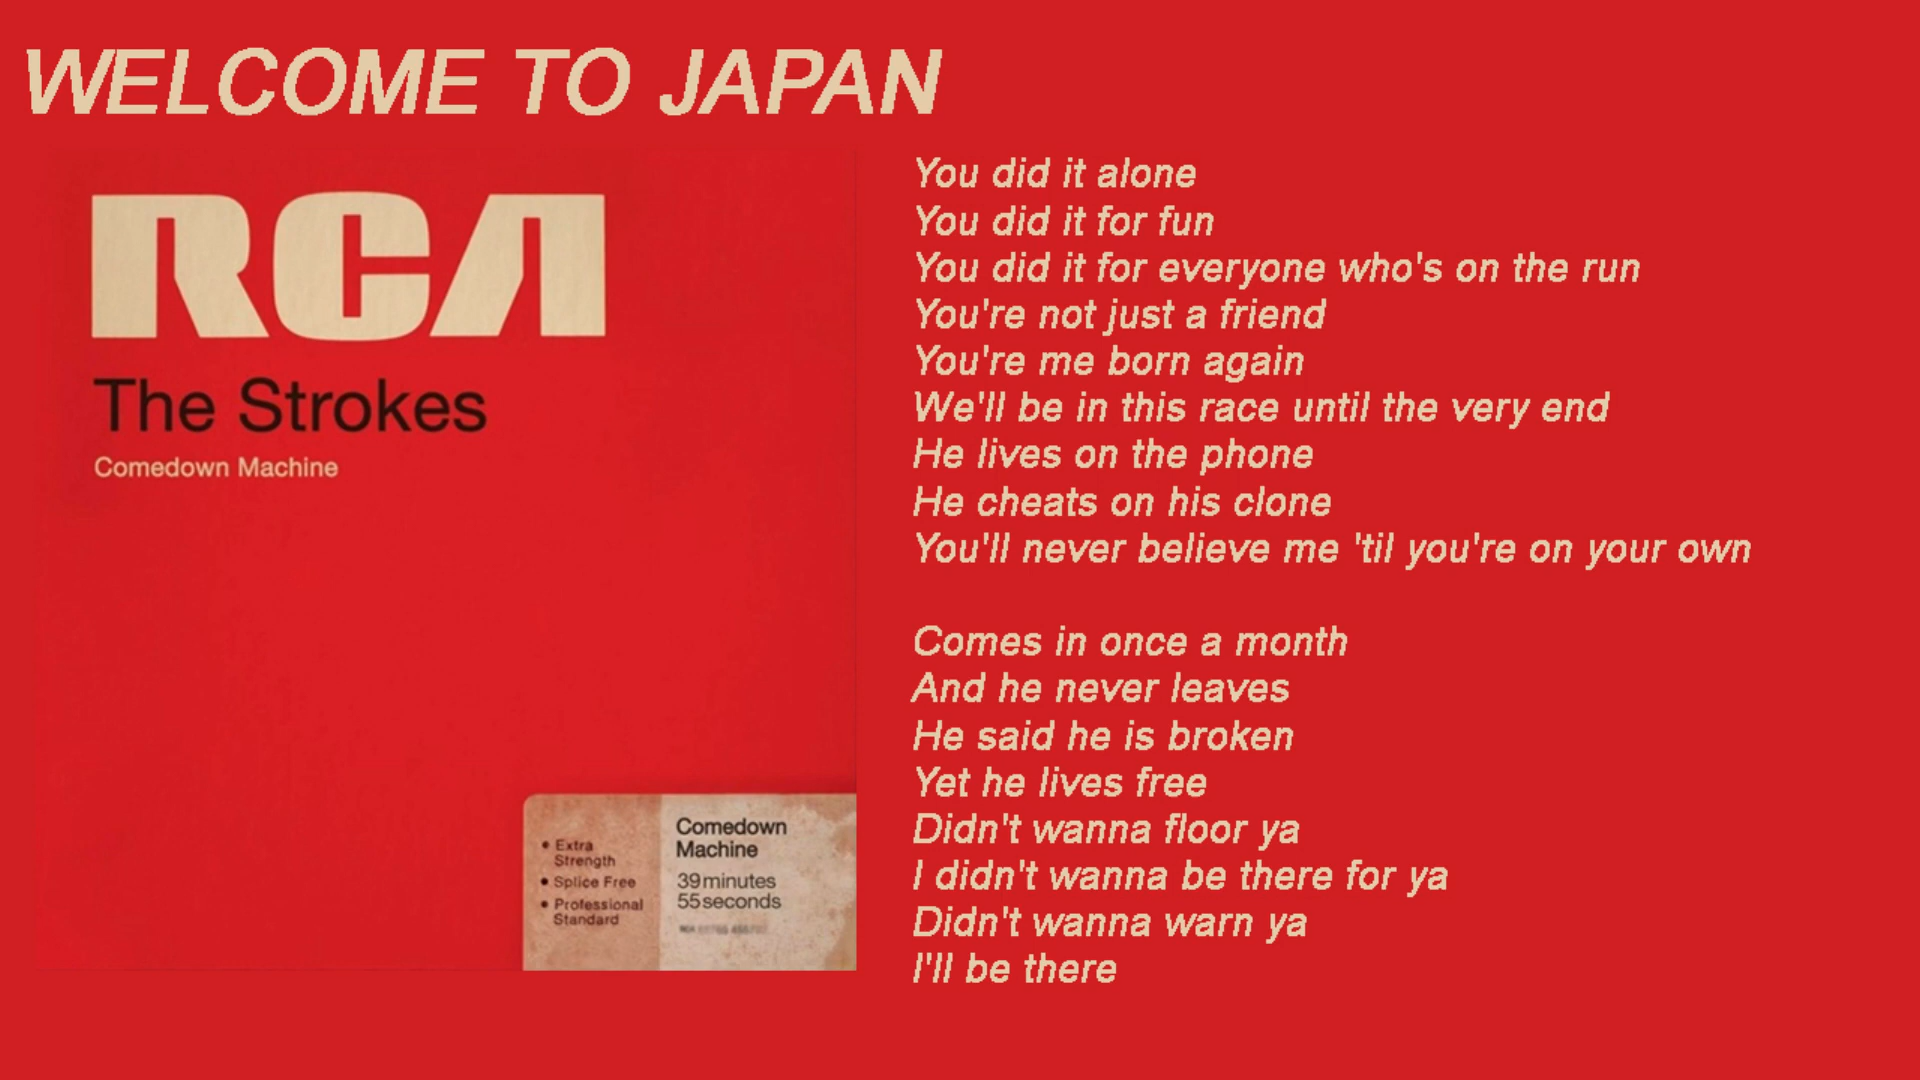 WELCOME TO JAPAN
RCA
The Strokes
Comedown Machine
• Extra
Strength
• Splice Free
• Professional
Standard
Comedown
Machine
39 minutes
55 seconds
You did it alone
You did it for fun
You did it for everyone who's on the run
You're not just a friend
You're me born again
We'll be in this race until the very end
He lives on the phone
He cheats on his clone
You'll never believe me 'til you're on your own
Comes in once a month
And he never leaves
He said he is broken
Yet he lives free
Didn't wanna floor ya
I didn't wanna be there for ya
Didn't wanna warn ya
I'll be there